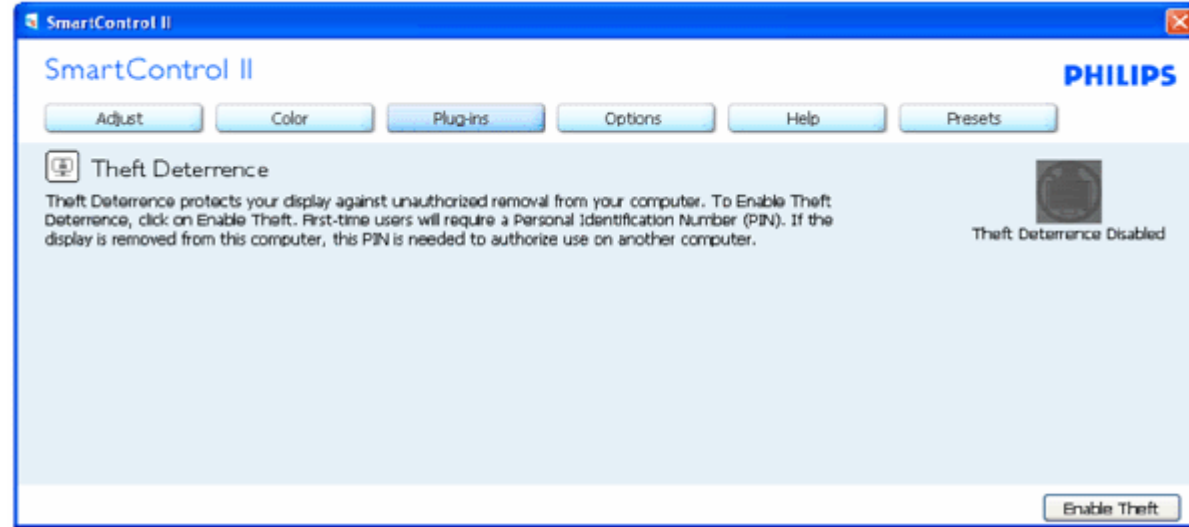 SmartControl II
SmartControl II
PHILIPS
Adjust Color Plug-ins Options Help Presets
Theft Deterrence
Theft Deterrence protects your display against unauthorized removal from your computer. To Enable Theft
Deterrence, click on Enable Theft. First-time users will require a Personal Identification Number (PIN). If the
display is removed from this computer, this PIN is needed to authorize use on another computer.
Theft Deterrence Disabled
Enable Theft